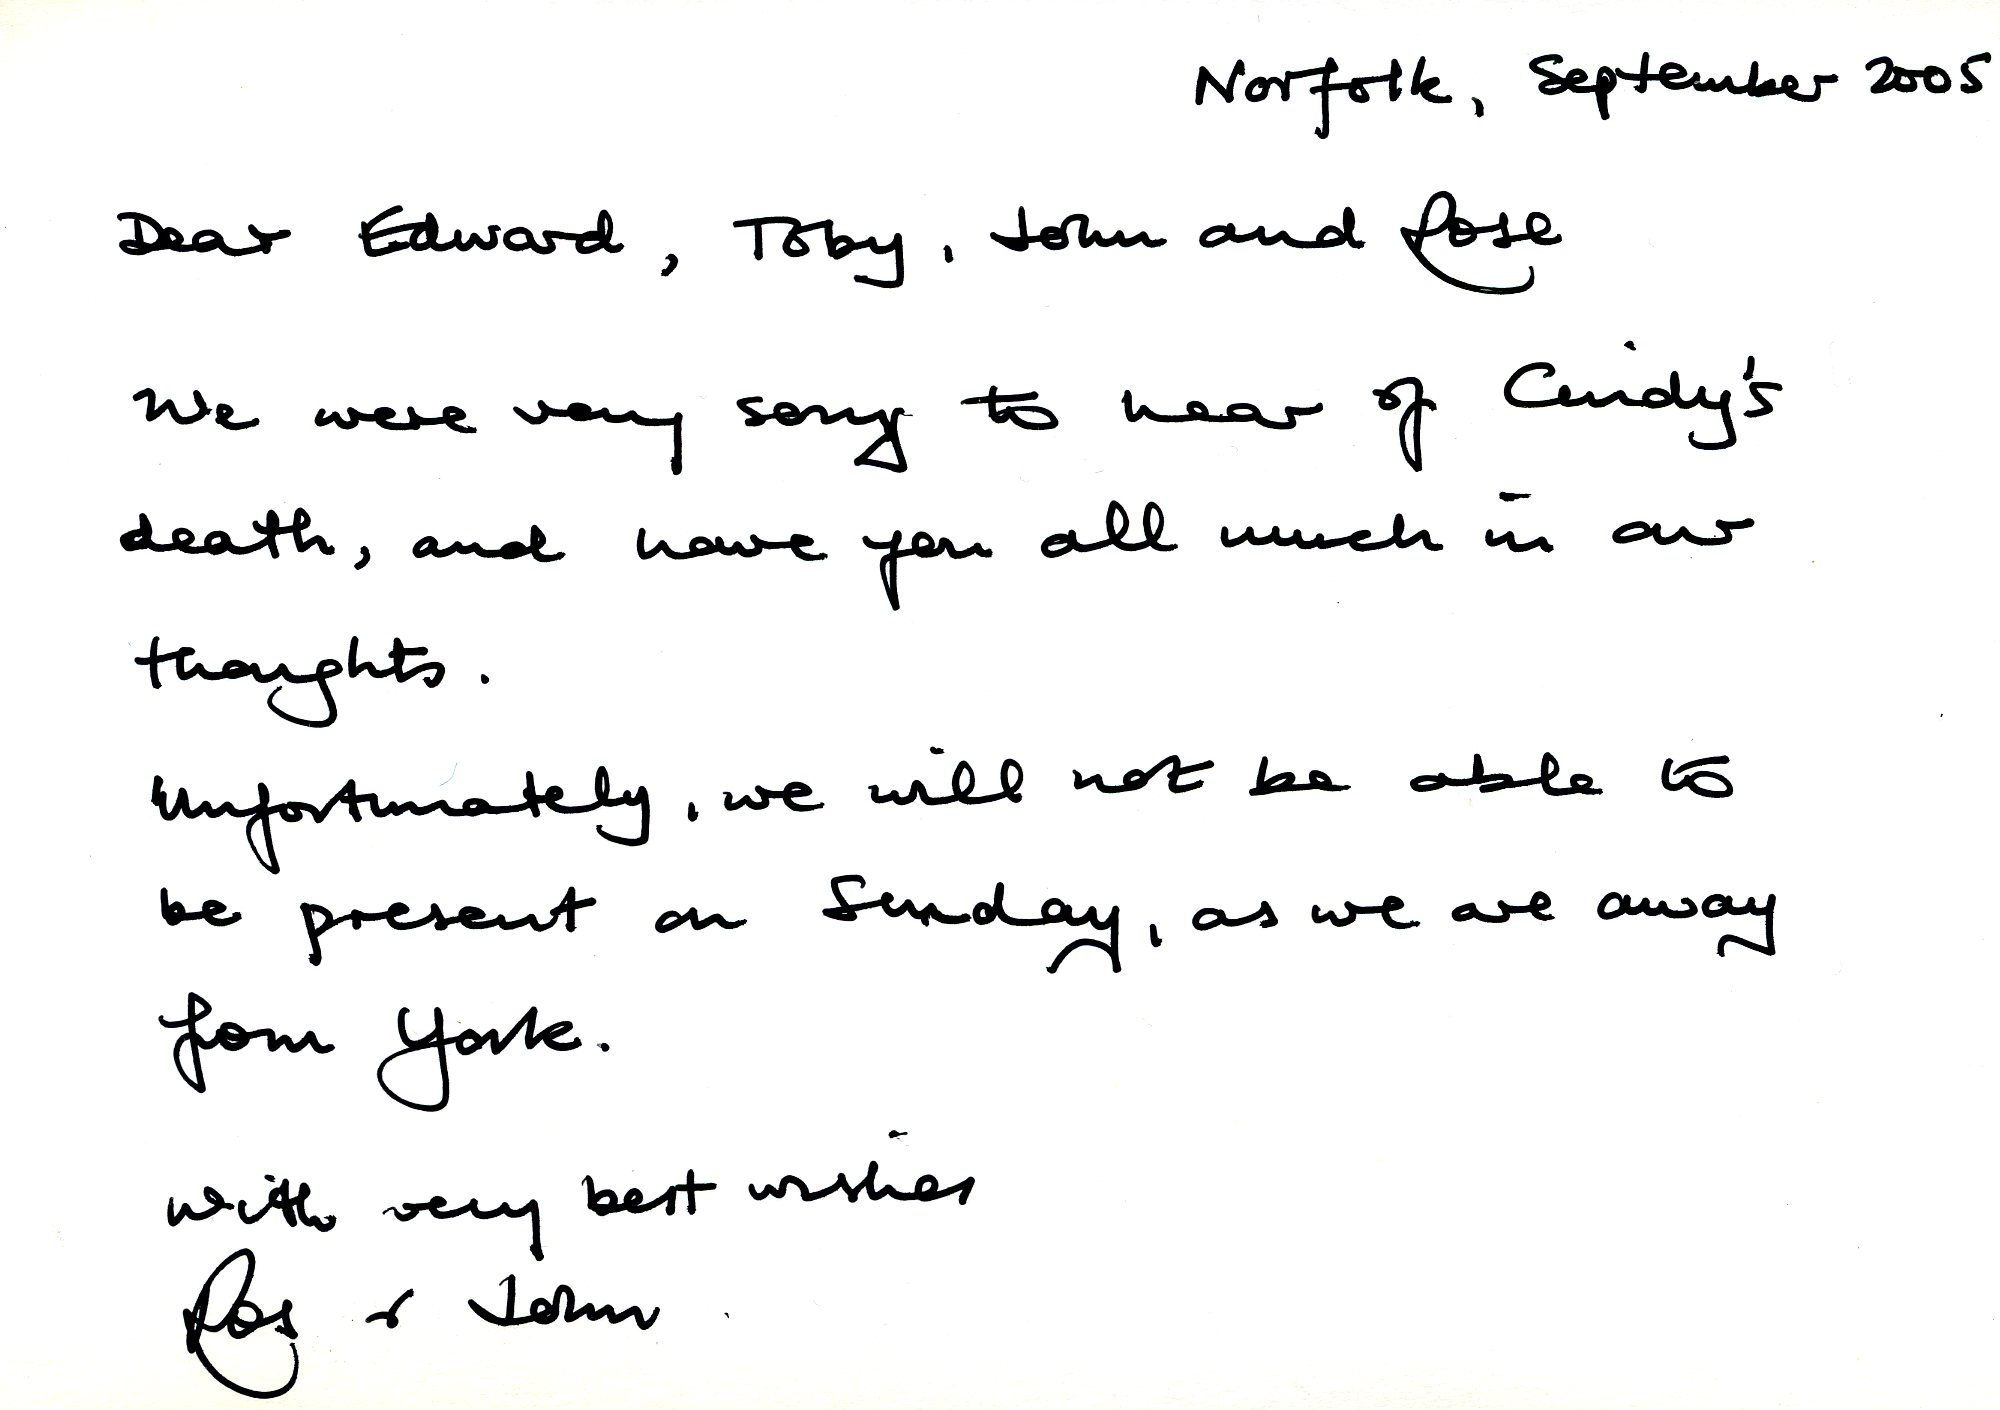 Norfolk, September 2005
Dear Edward, Toby, John and Rose
We were very sorry to hear of Cindy's
death, and have you all much in our
thoughts.
Unfortunately, we will not be able to
be present on Sunday, as we are away
from York.
With very best wishes
Ros & John